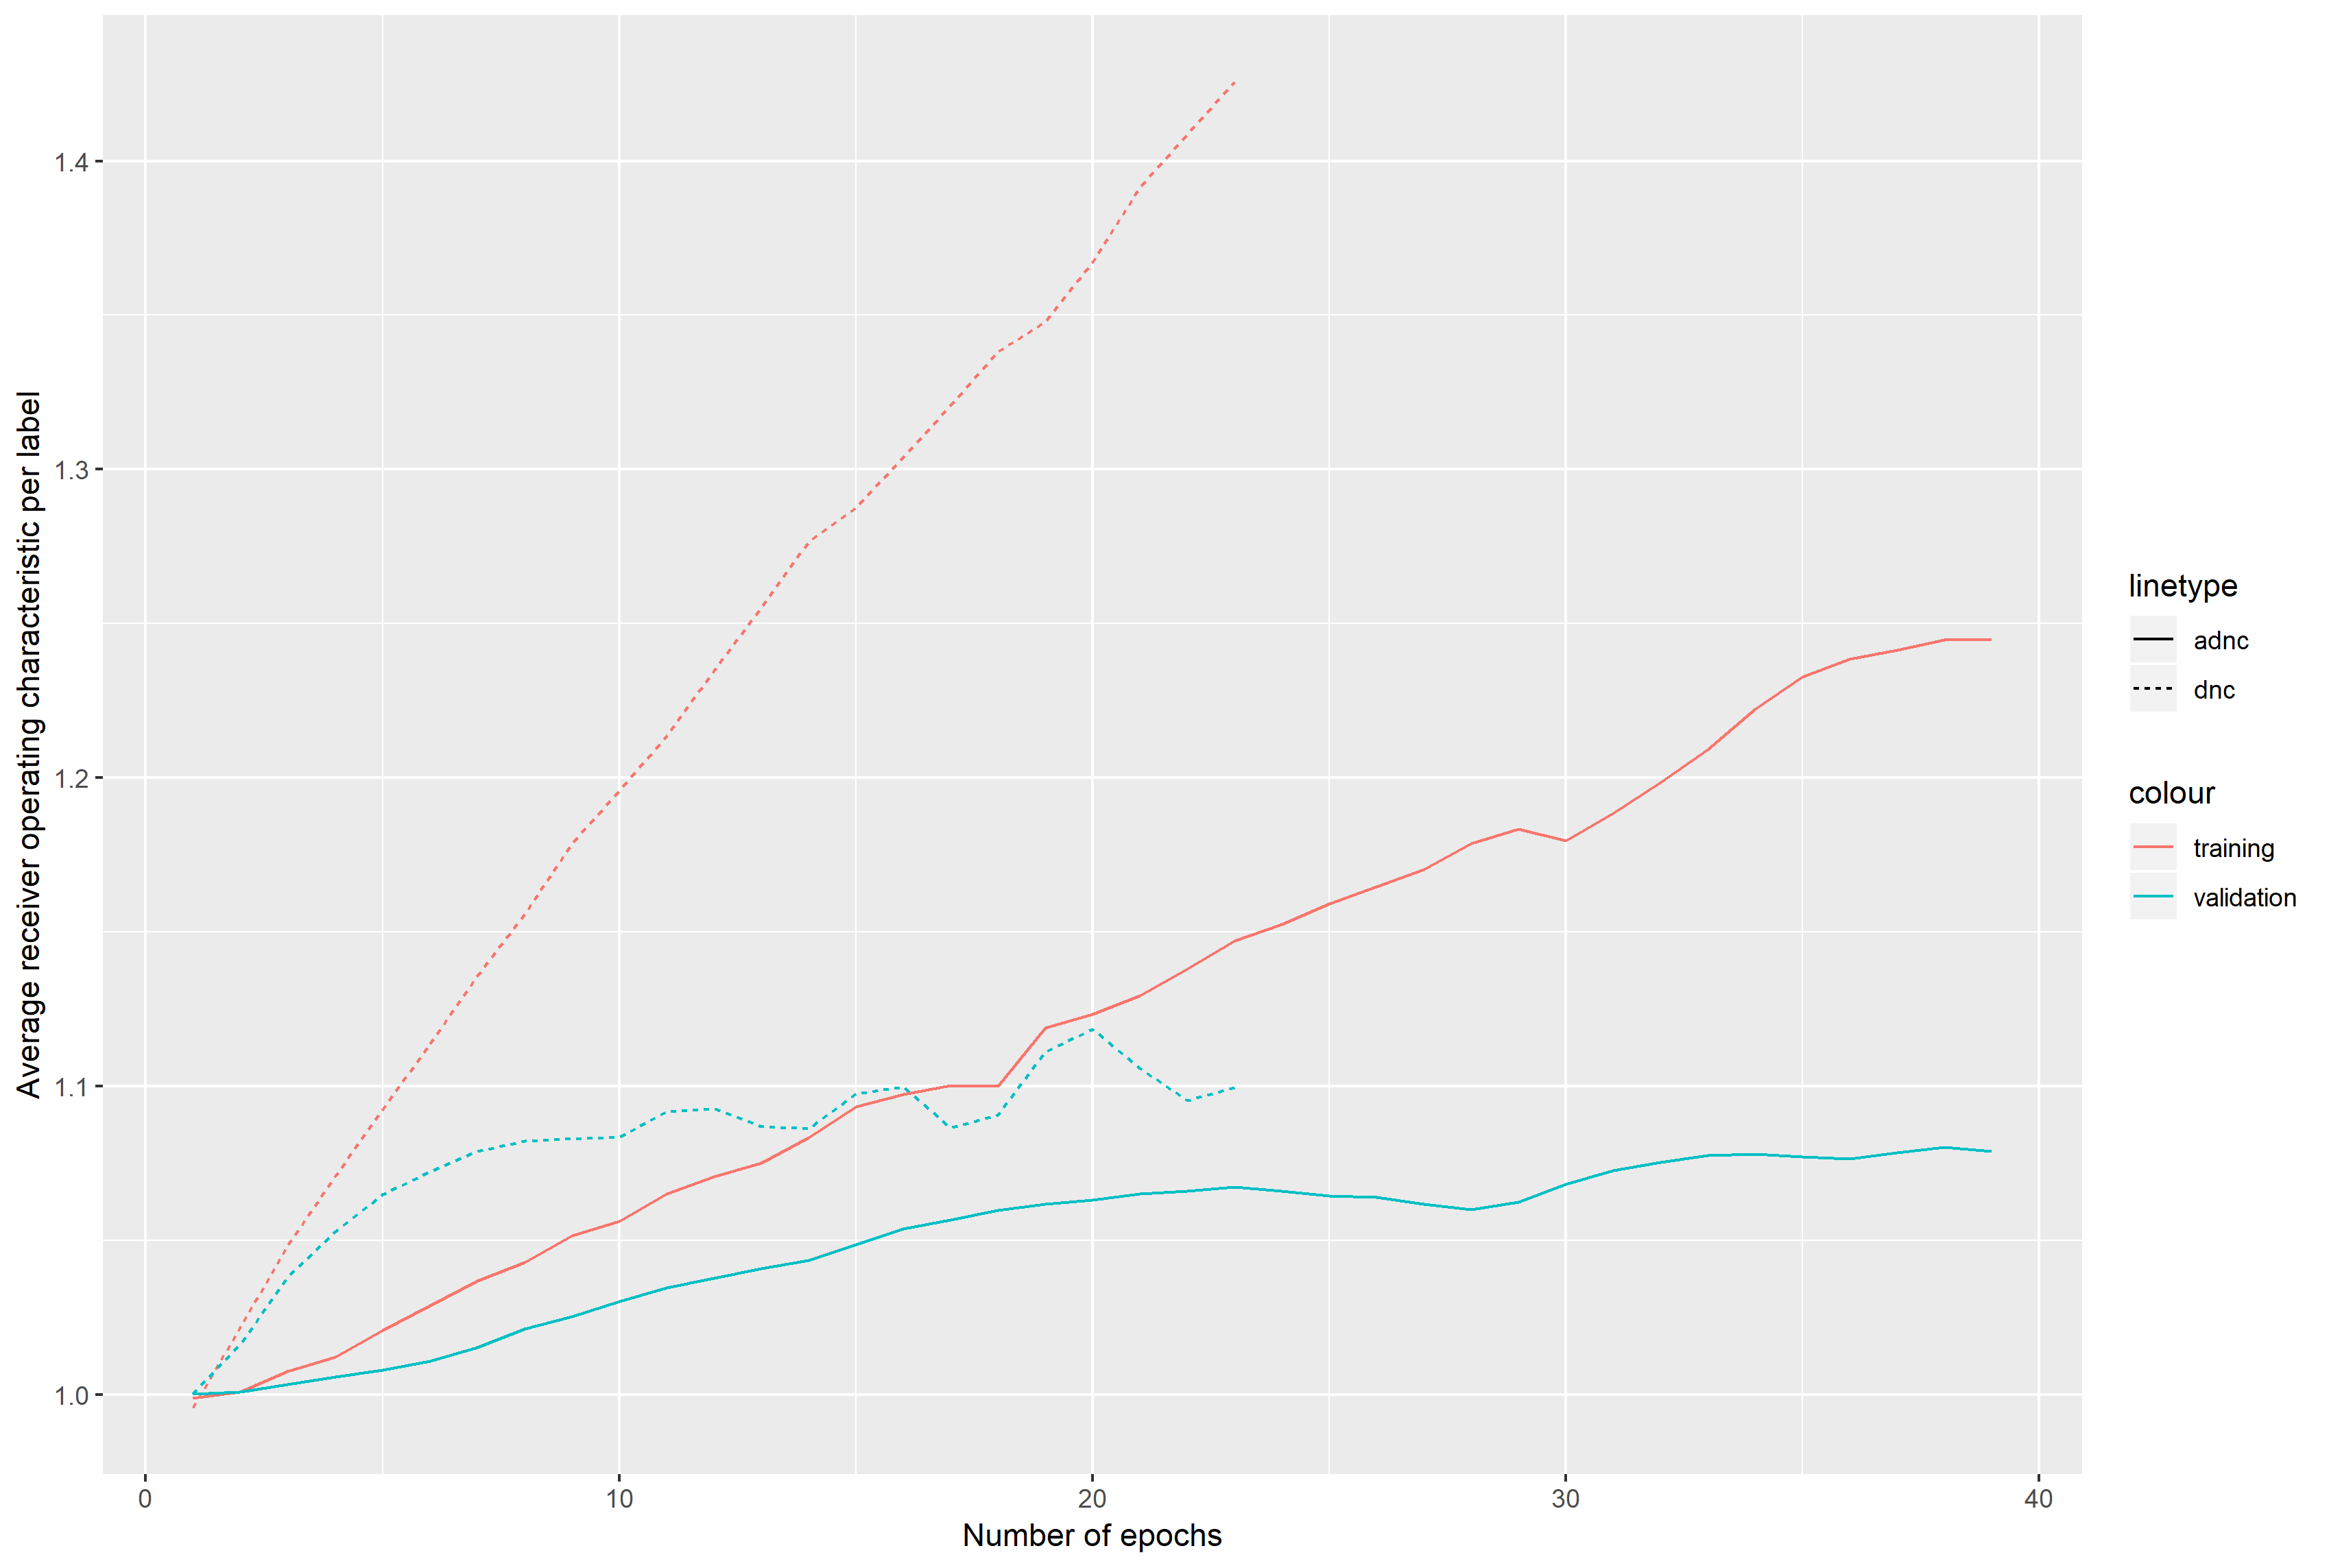 Average receiver operating characteristic per label
1.4
1.3
1.2
1.1
1.0
0
10
20
30
40
Number of epochs
linetype
adnc
dnc
colour
training
validation